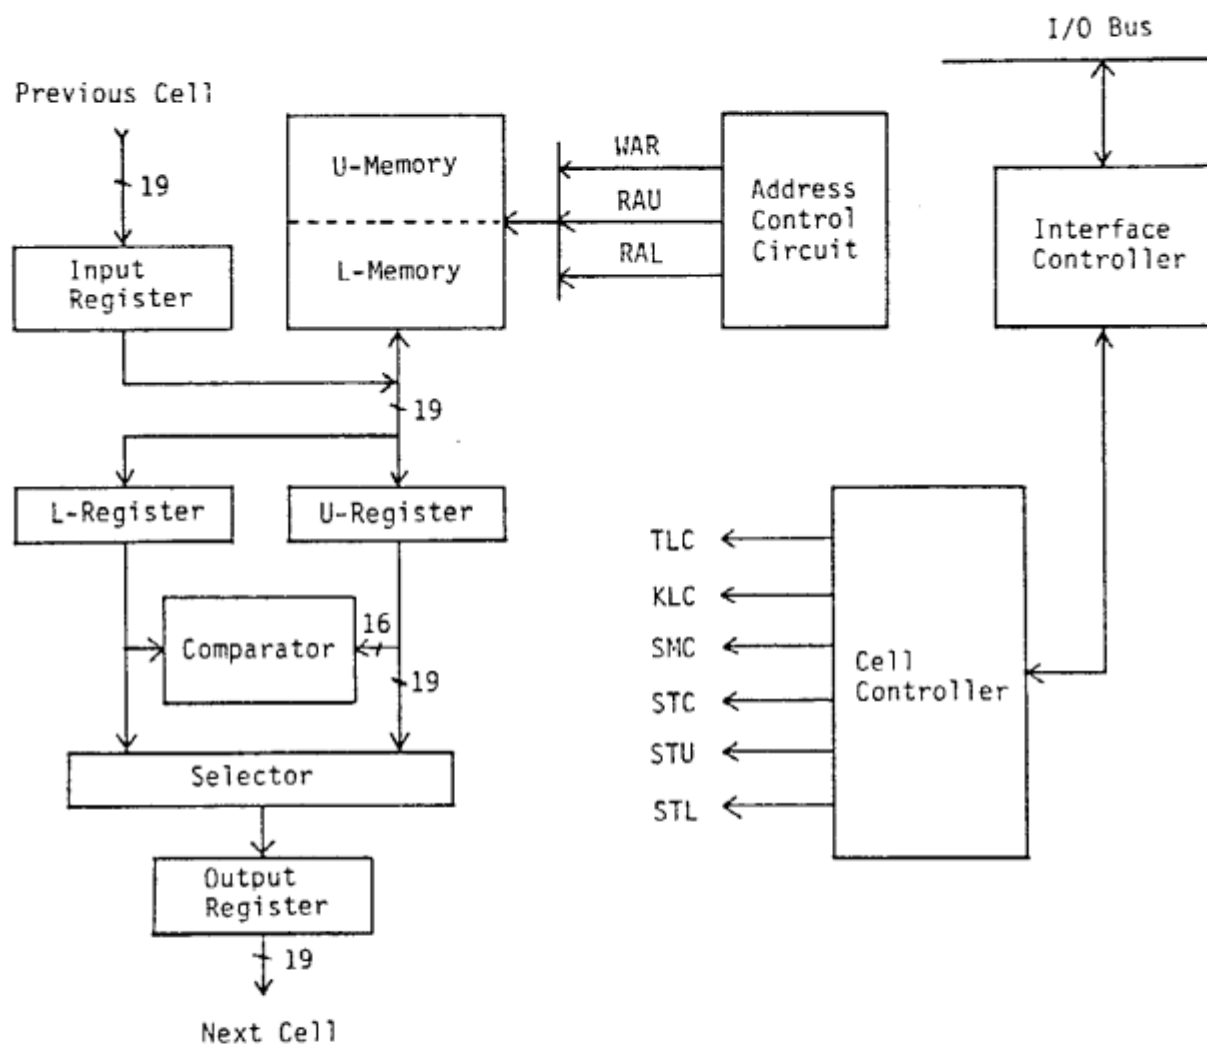 I/O Bus
Previous Cell
19
Input
Register
U-Memory
L-Memory
WAR
RAU
RAL
Address
Control
Circuit
Interface
Controller
19
L-Register
U-Register
Comparator
16
19
Selector
Output
Register
19
Next Cell
TLC
KLC
SMC
STC
STU
STL
Cell
Controller